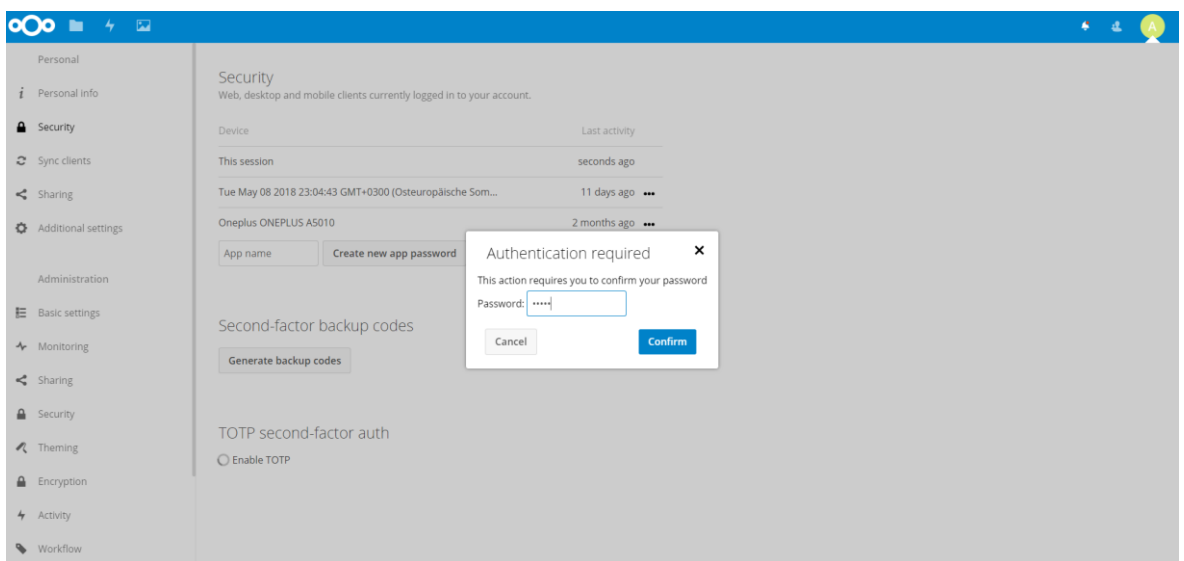 A
Personal
Personal info
Security
Sync clients
Sharing
Additional settings
Administration
Basic settings
Monitoring
Sharing
Security
Theming
Encryption
Activity
Workflow
Security
Web, desktop and mobile clients currently logged in to your account.
Device Last activity
This session seconds ago
Tue May 08 2018 23:04:43 GMT+0300 (Osteuropäische Som... 11 days ago
Oneplus ONEPLUS A5010 2 months ago
App name Create new app password
Second-factor backup codes
Generate backup codes
TOTP second-factor auth
Enable TOTP
Authentication required
This action requires you to confirm your password
Password:
Cancel Confirm